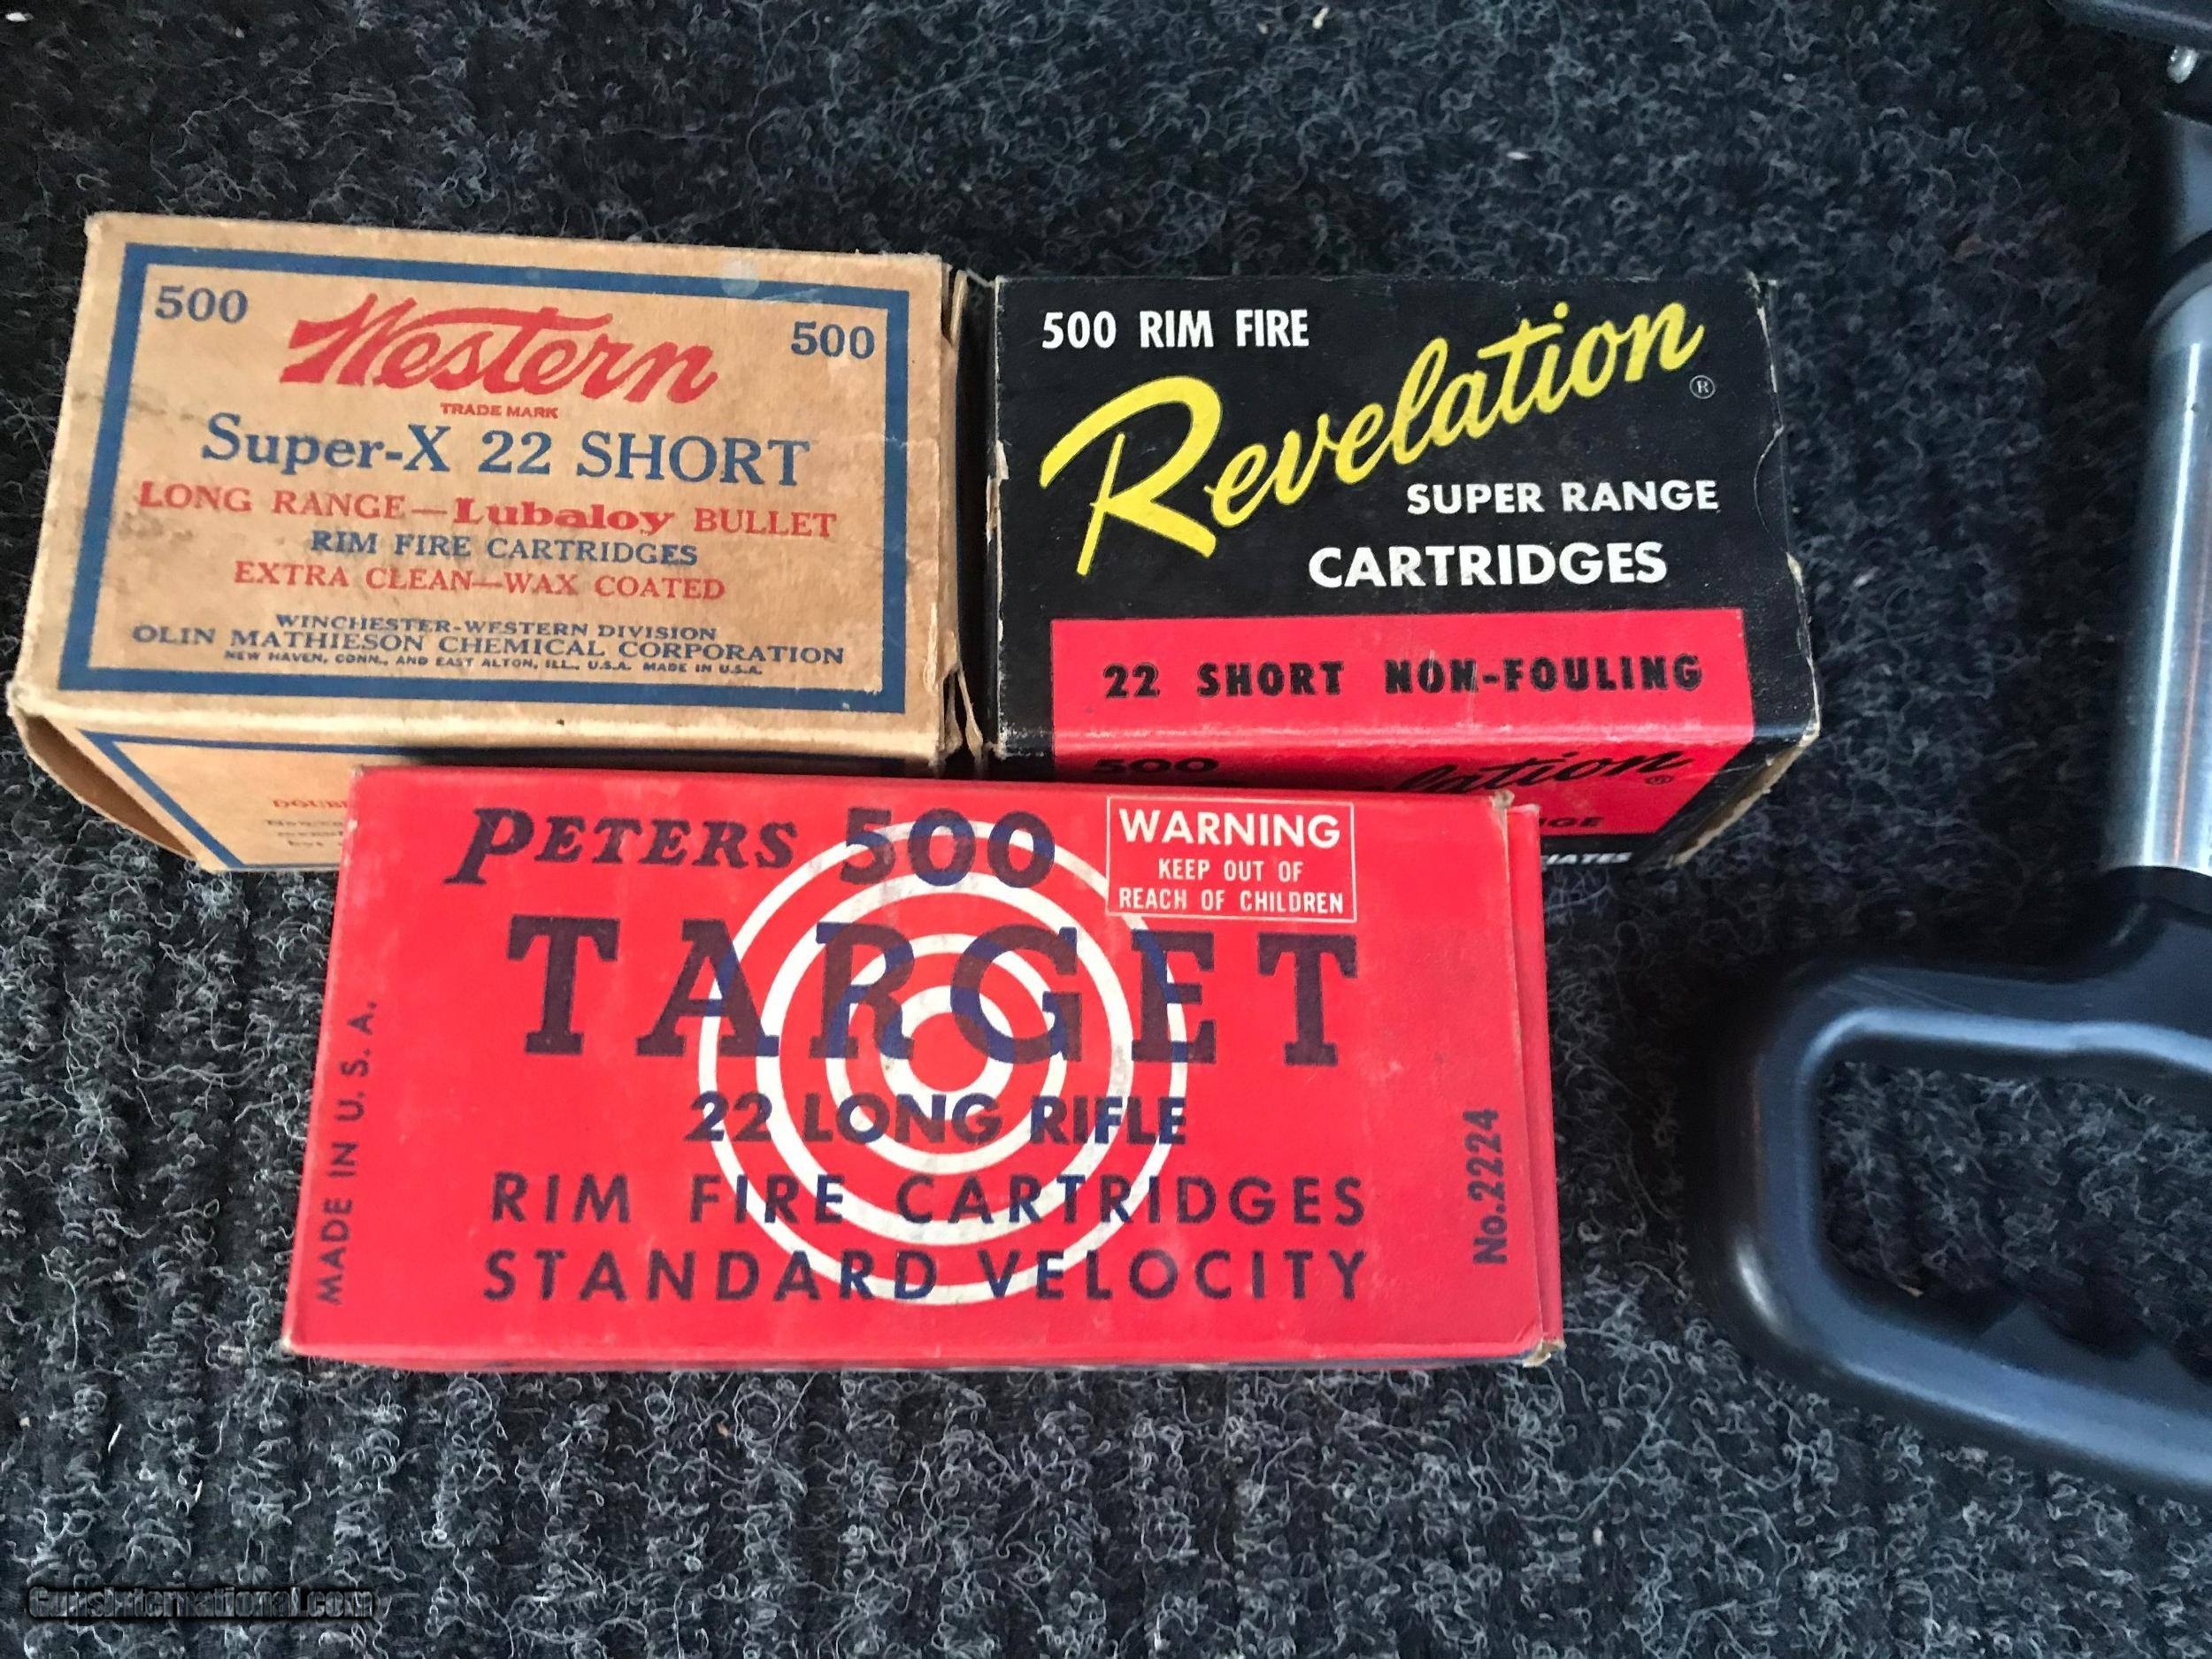 500
Western
500
TRADE MARK
Super-X 22 SHORT
LONG RANGE—Lubaloy BULLET
RIM FIRE CARTRIDGES
EXTRA CLEAN—WAX COATED
WINCHESTER-WESTERN DIVISION
OLIN MATHIESON CHEMICAL CORPORATION
NEW HAVEN, CONN., AND EAST ALTON, ILL., U.S.A. MADE IN U.S.A.
500 RIM FIRE
Revelation®
SUPER RANGE
CARTRIDGES
22 SHORT NON-FOULING
500
PETERS 500
WARNING
KEEP OUT OF
REACH OF CHILDREN
TARGET
22 LONG RIFLE
RIM FIRE CARTRIDGES
STANDARD VELOCITY
MADE IN U.S.A.
No.2224
GunsInternational.com